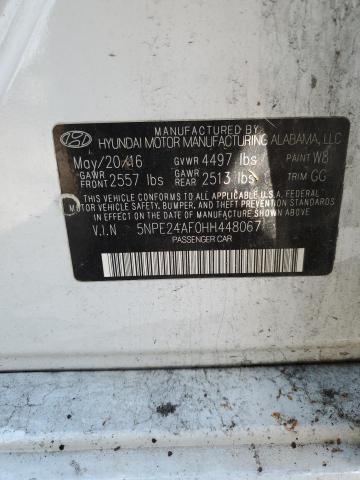 MANUFACTURED BY
HYUNDAI MOTOR MANUFACTURING ALABAMA, LLC
May/20/16 GVWR 4497 lbs PAINT W8
GAWR FRONT 2557 lbs GAWR REAR 2513 lbs TRIM GG
THIS VEHICLE CONFORMS TO ALL APPLICABLE FEDERAL
MOTOR VEHICLE SAFETY, BUMPER, AND THEFT PREVENTION
STANDARDS IN EFFECT ON THE DATE OF MANUFACTURE SHOWN ABOVE.
V.I.N 5NPE24AF0HH448067
PASSENGER CAR